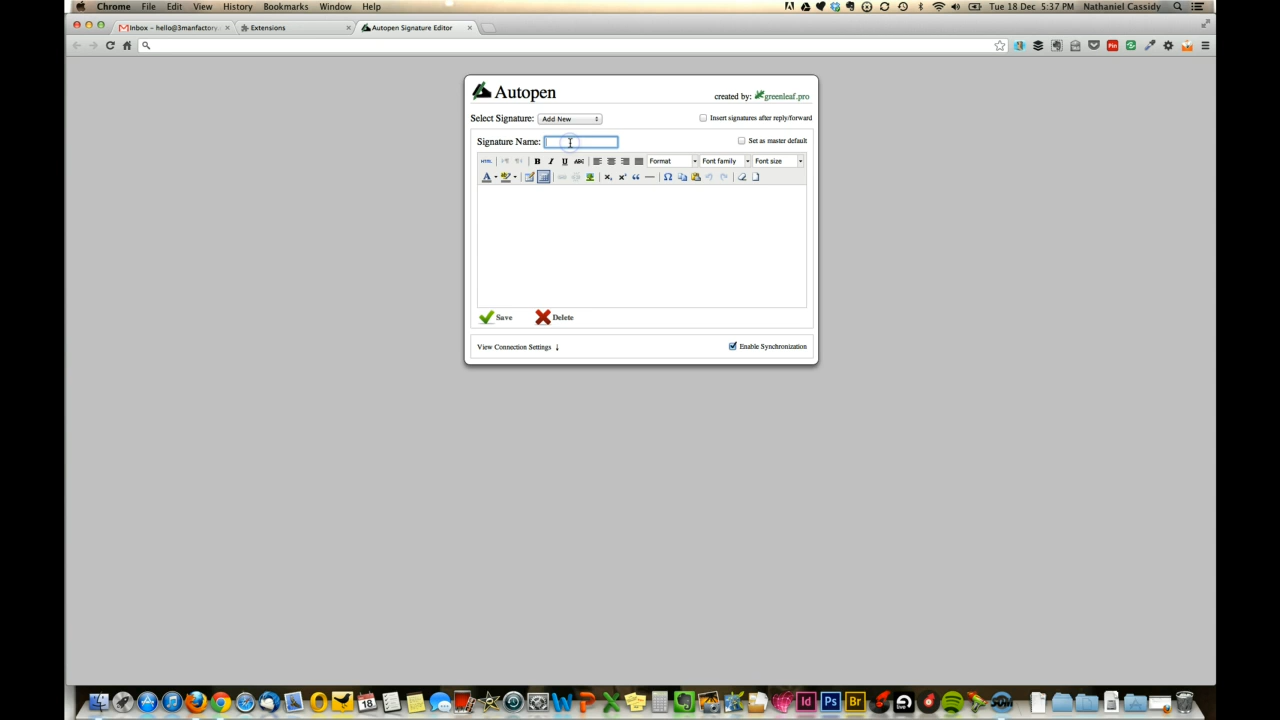 Chrome File Edit View History Bookmarks Window Help Tue 18 Dec 5:37 PM Nathaniel Cassidy
Inbox – hello@3manfactory. Extensions Autopen Signature Editor
Autopen
created by: greenleaf.pro
Select Signature: Add New Insert signatures after reply/forward
Signature Name: Set as master default
HTML B I U ABC Format Font family Font size
Save Delete
View Connection Settings ↓ Enable Synchronization